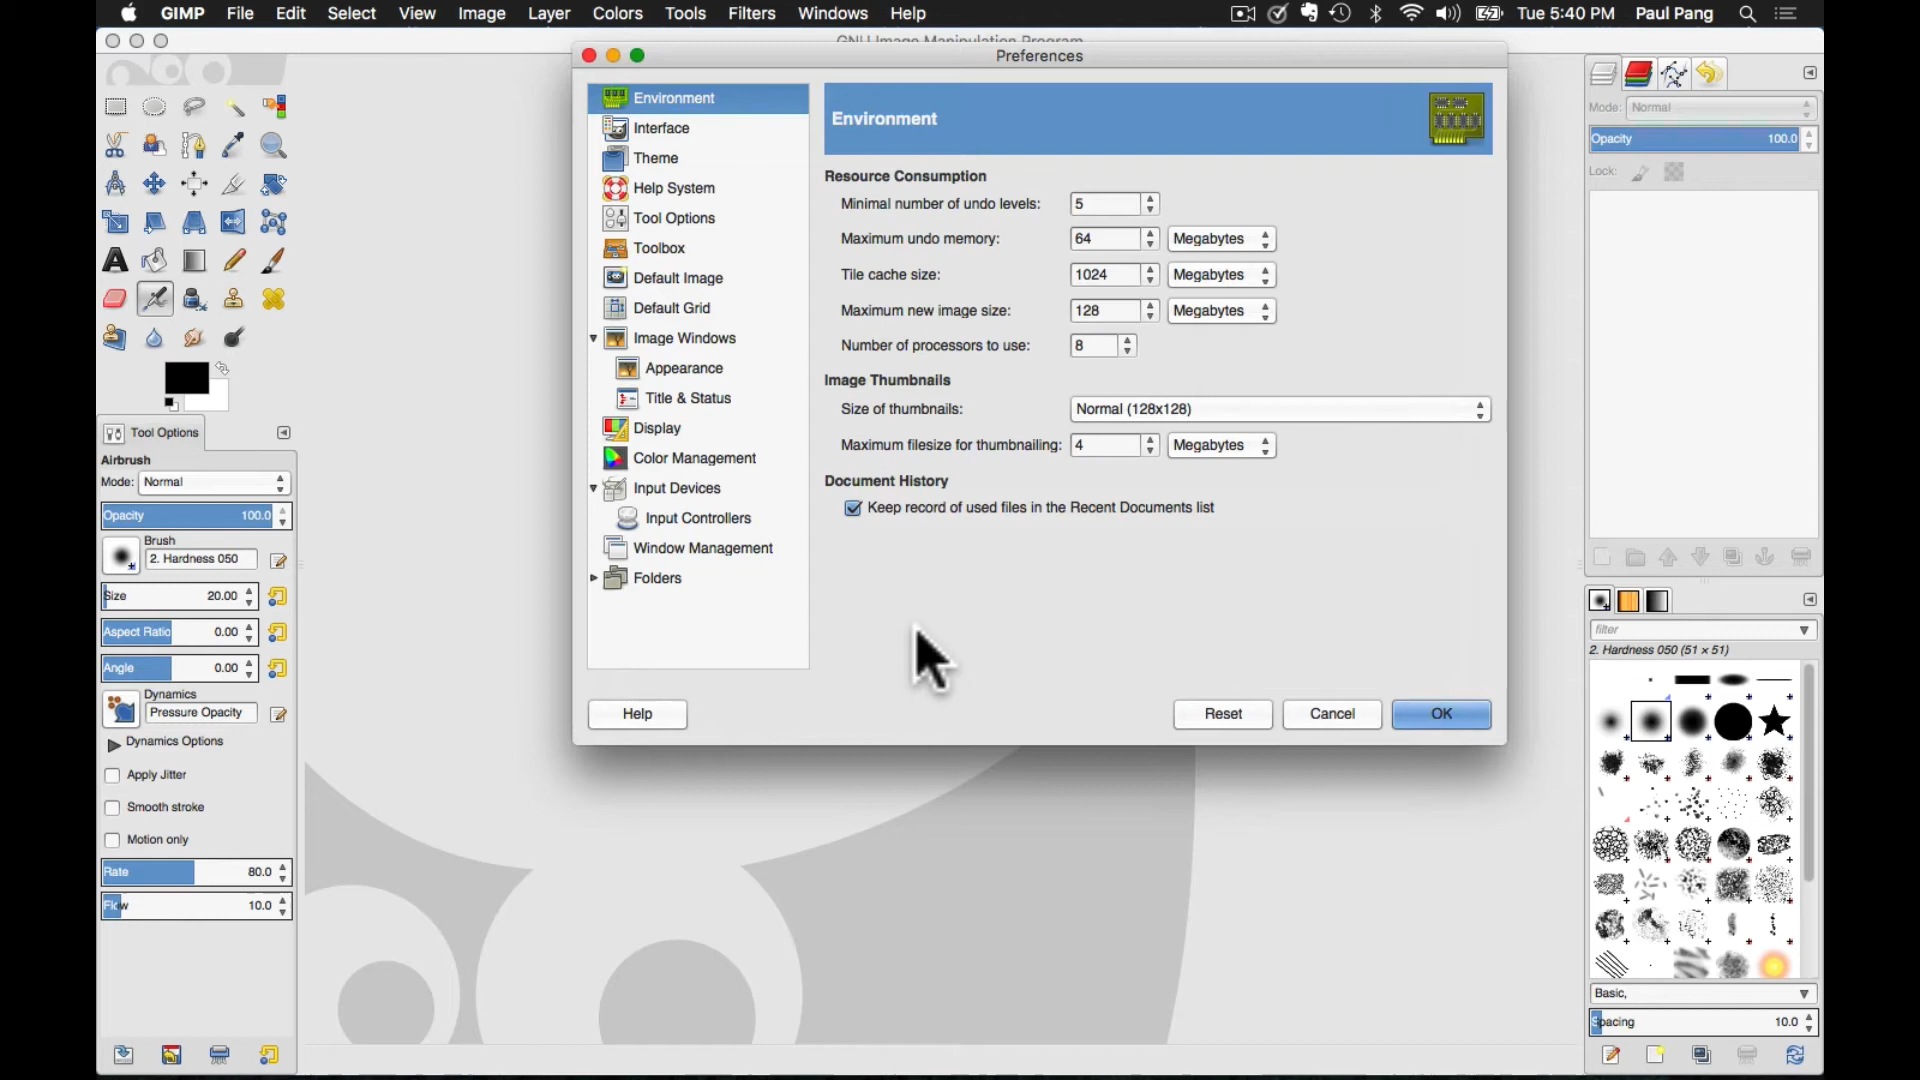 GIMP File Edit Select View Image Layer Colors Tools Filters Windows Help Tue 5:40 PM Paul Pang
GNU Image Manipulation Program
Preferences
Environment
Interface
Theme
Help System
Tool Options
Toolbox
Default Image
Default Grid
Image Windows
Appearance
Title & Status
Display
Color Management
Input Devices
Input Controllers
Window Management
Folders
Environment
Resource Consumption
Minimal number of undo levels: 5
Maximum undo memory: 64 Megabytes
Tile cache size: 1024 Megabytes
Maximum new image size: 128 Megabytes
Number of processors to use: 8
Image Thumbnails
Size of thumbnails: Normal (128x128)
Maximum filesize for thumbnailing: 4 Megabytes
Document History
Keep record of used files in the Recent Documents list
Help Reset Cancel OK
Tool Options
Airbrush
Mode: Normal
Opacity 100.0
Brush
2. Hardness 050
Size 20.00
Aspect Ratio 0.00
Angle 0.00
Dynamics
Pressure Opacity
Dynamics Options
Apply Jitter
Smooth stroke
Motion only
Rate 80.0
Flow 10.0
Mode: Normal
Opacity 100.0
Lock:
filter
2. Hardness 050 (51 × 51)
Basic,
Spacing 10.0